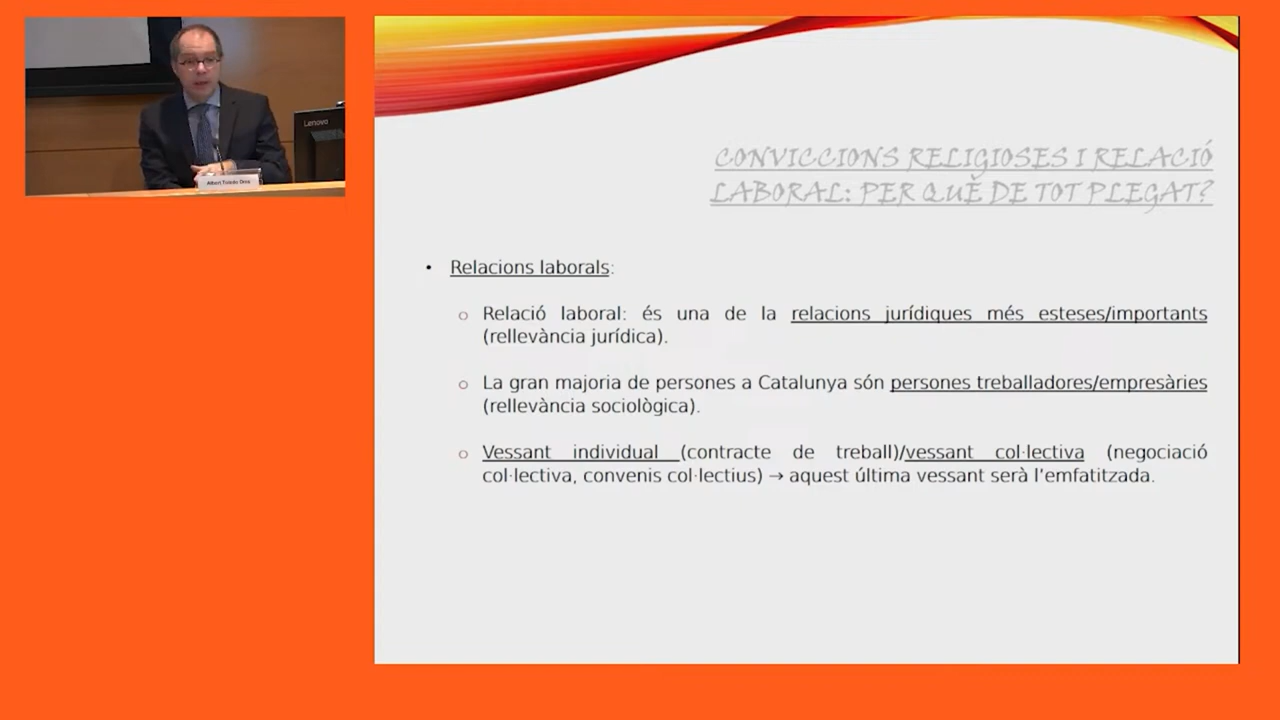 Lenovo
CONVICCIONS RELIGIOSES I RELACIÓ
LABORAL: PER QUÈ DE TOT PLEGAT?
• Relacions laborals:
o Relació laboral: és una de la relacions jurídiques més esteses/importants
(rellevància jurídica).
o La gran majoria de persones a Catalunya són persones treballadores/empresàries
(rellevància sociològica).
o Vessant individual (contracte de treball)/vessant col·lectiva (negociació
col·lectiva, convenis col·lectius) → aquest última vessant serà l’emfatitzada.